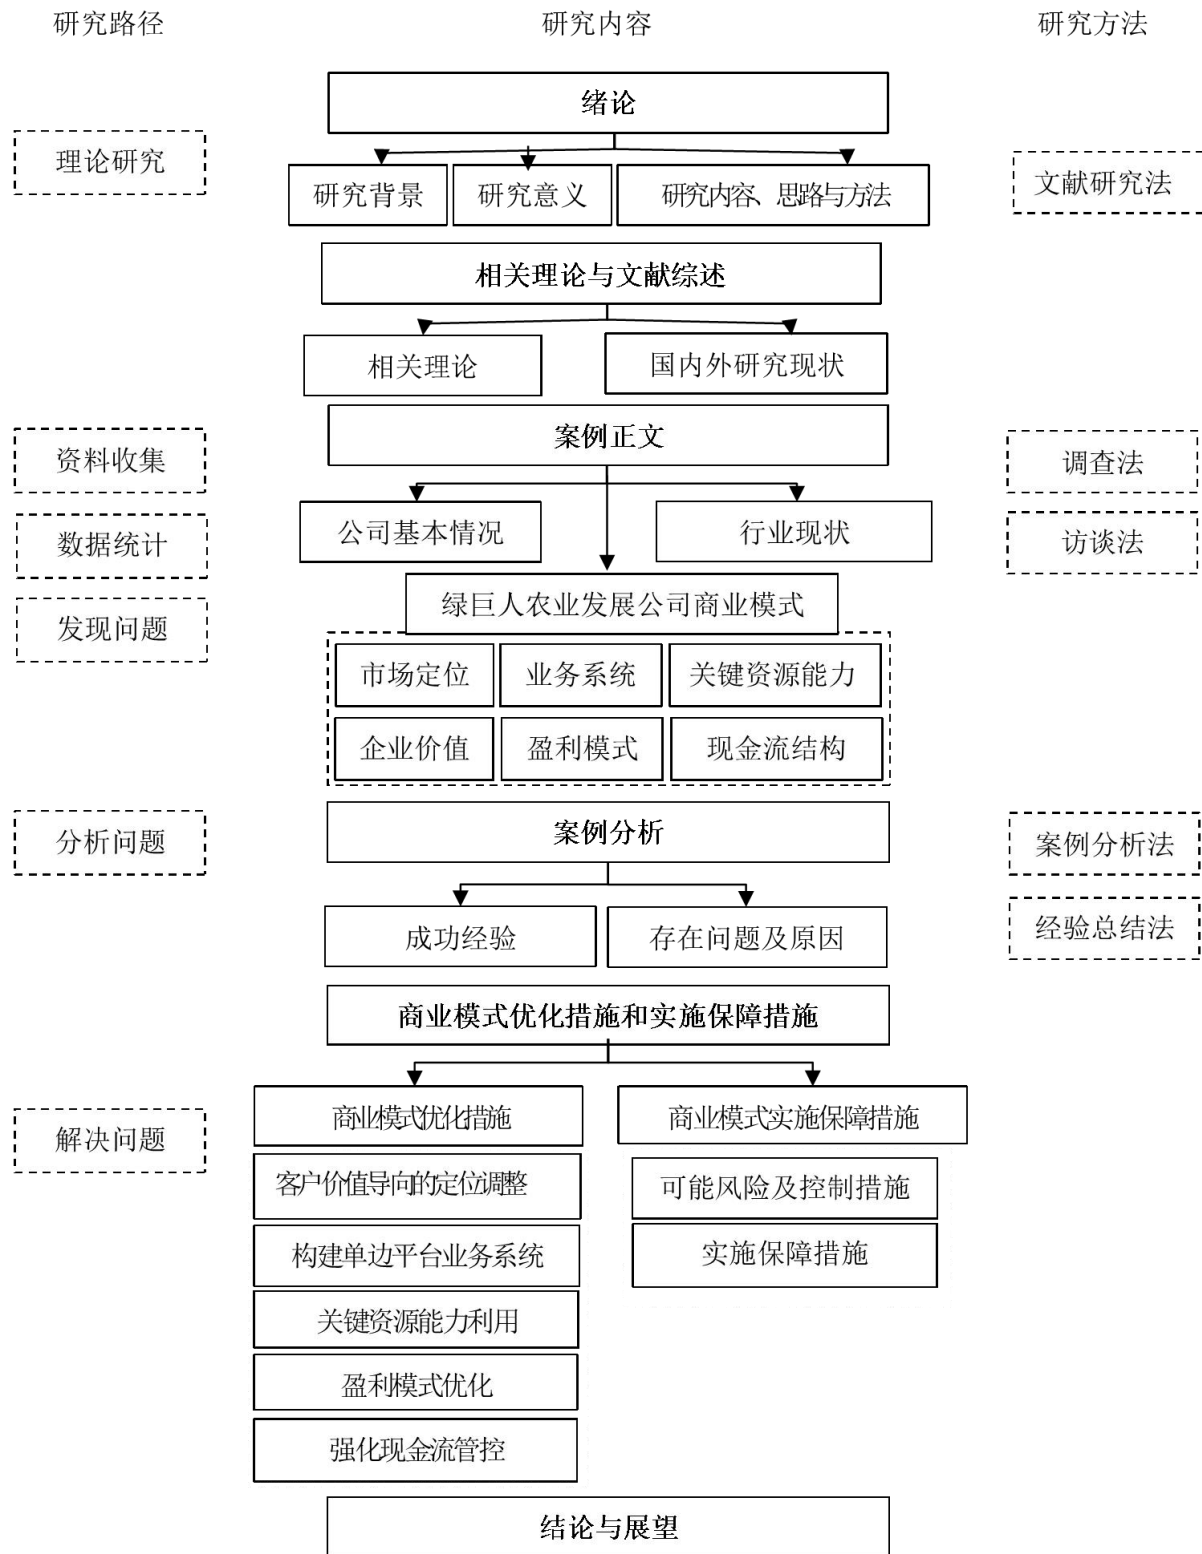 研究路径
研究内容
研究方法
绪论
理论研究
研究背景
研究意义
研究内容、思路与方法
文献研究法
相关理论与文献综述
相关理论
国内外研究现状
案例正文
资料收集
调查法
公司基本情况
行业现状
数据统计
访谈法
绿巨人农业发展公司商业模式
发现问题
市场定位
业务系统
关键资源能力
企业价值
盈利模式
现金流结构
案例分析
分析问题
案例分析法
成功经验
存在问题及原因
经验总结法
商业模式优化措施和实施保障措施
商业模式优化措施
商业模式实施保障措施
解决问题
客户价值导向的定位调整
可能风险及控制措施
构建单边平台业务系统
实施保障措施
关键资源能力利用
盈利模式优化
强化现金流管控
结论与展望